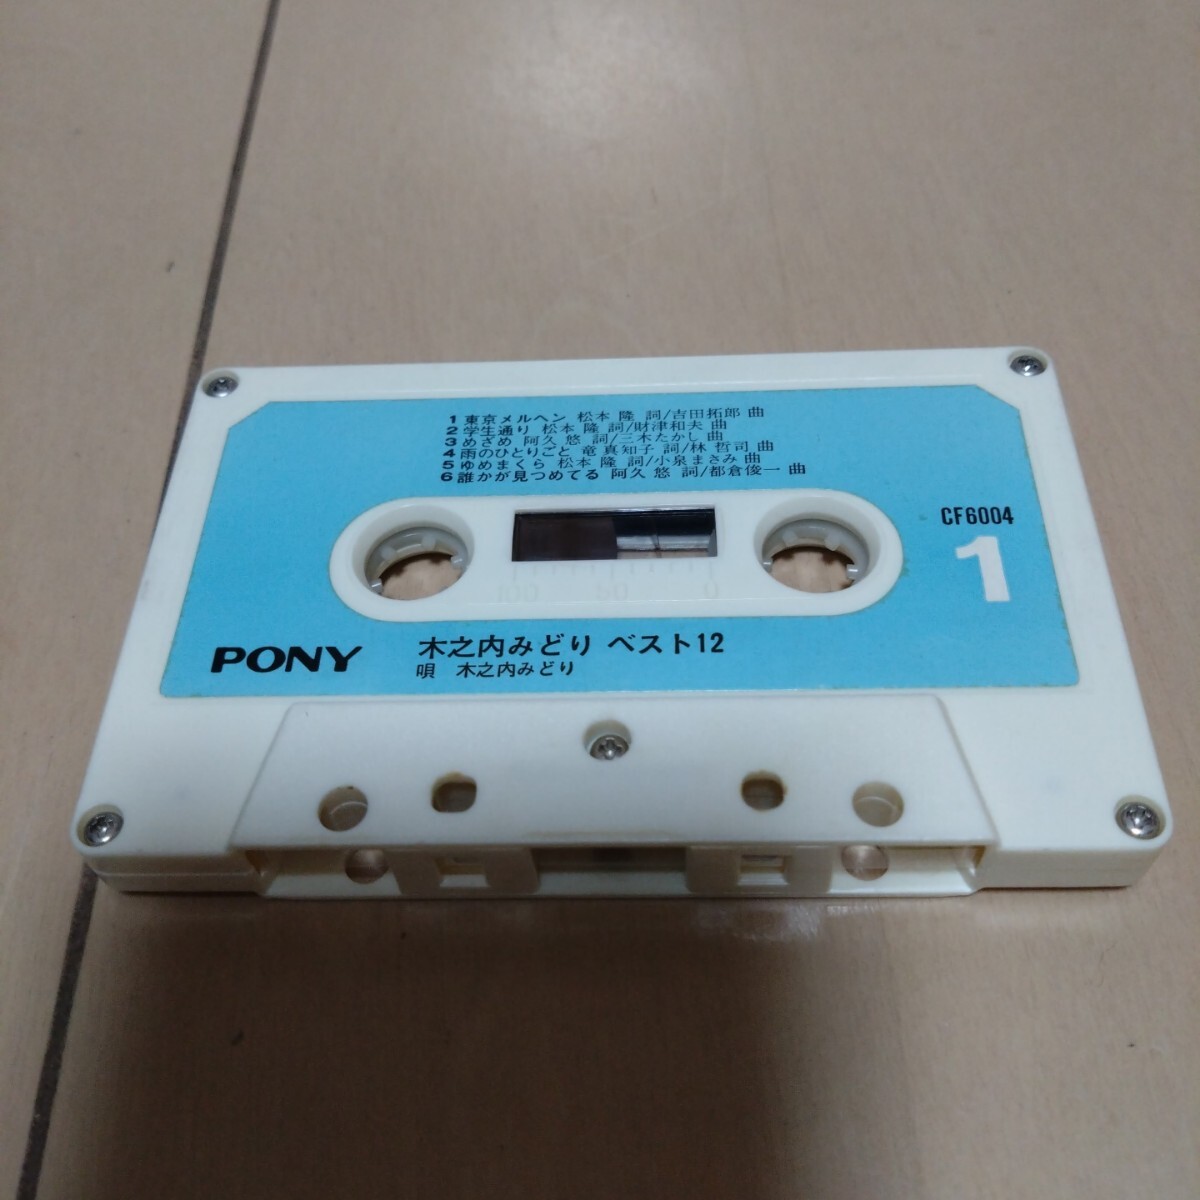 1 東京メルヘン 松本 隆 詞/吉田拓郎 曲
2 学生通り 松本 隆 詞/財津和夫 曲
3 めざめ 阿久 悠 詞/三木たかし 曲
4 雨のひとりごと 竜 真知子 詞/林 哲司 曲
5 ゆめまくら 松本 隆 詞/小泉まさみ 曲
6 誰かが見つめてる 阿久 悠 詞/都倉俊一 曲
CF6004
1
100 50 0
PONY
木之内みどり ベスト12
唄 木之内みどり